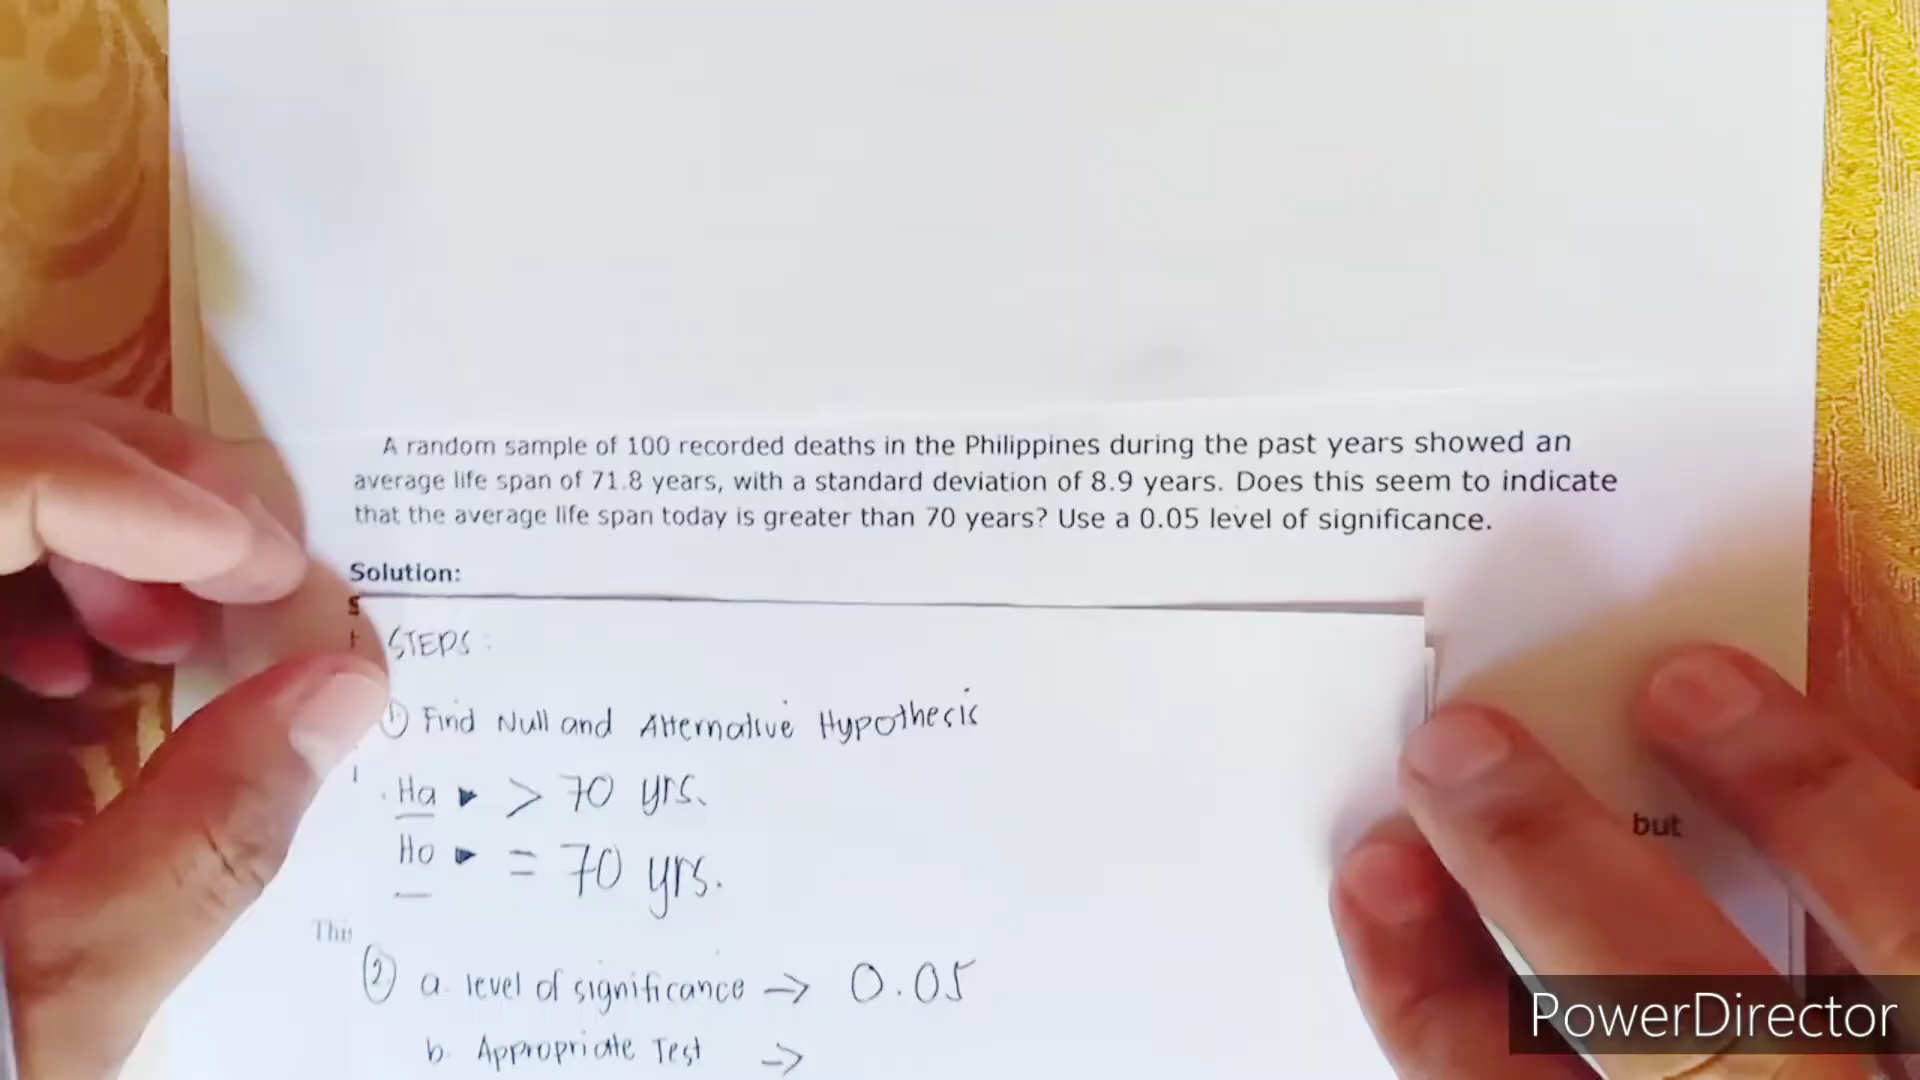 A random sample of 100 recorded deaths in the Philippines during the past years showed an
average life span of 71.8 years, with a standard deviation of 8.9 years. Does this seem to indicate
that the average life span today is greater than 70 years? Use a 0.05 level of significance.
Solution:
STEPS:
① Find Null and Alternative Hypothesis
Ha ▸ > 70 yrs.
but
Ho ▸ = 70 yrs.
② a. level of significance → 0.05
b. Appropriate Test →
PowerDirector